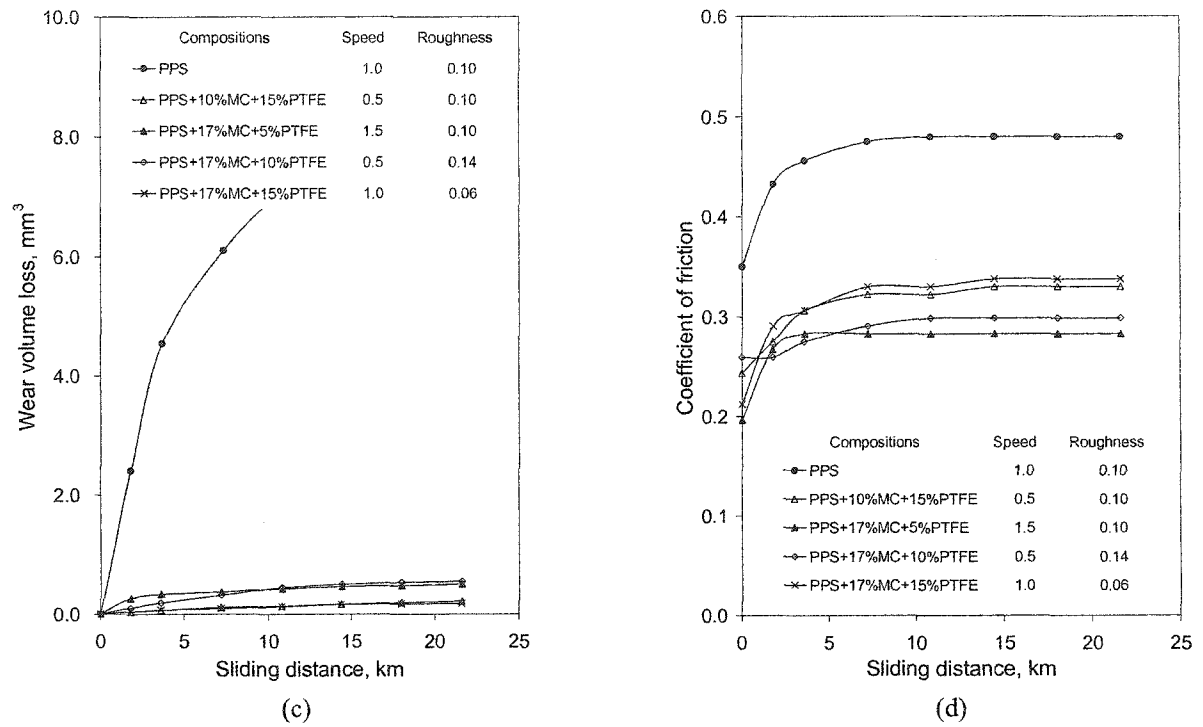 10.0
8.0
6.0
4.0
2.0
0.0
Wear volume loss, mm³
Compositions Speed Roughness
PPS 1.0 0.10
PPS+10%MC+15%PTFE 0.5 0.10
PPS+17%MC+5%PTFE 1.5 0.10
PPS+17%MC+10%PTFE 0.5 0.14
PPS+17%MC+15%PTFE 1.0 0.06
0 5 10 15 20 25
Sliding distance, km
(c)
0.6
0.5
0.4
0.3
0.2
0.1
0.0
Coefficient of friction
Compositions Speed Roughness
PPS 1.0 0.10
PPS+10%MC+15%PTFE 0.5 0.10
PPS+17%MC+5%PTFE 1.5 0.10
PPS+17%MC+10%PTFE 0.5 0.14
PPS+17%MC+15%PTFE 1.0 0.06
0 5 10 15 20 25
Sliding distance, km
(d)